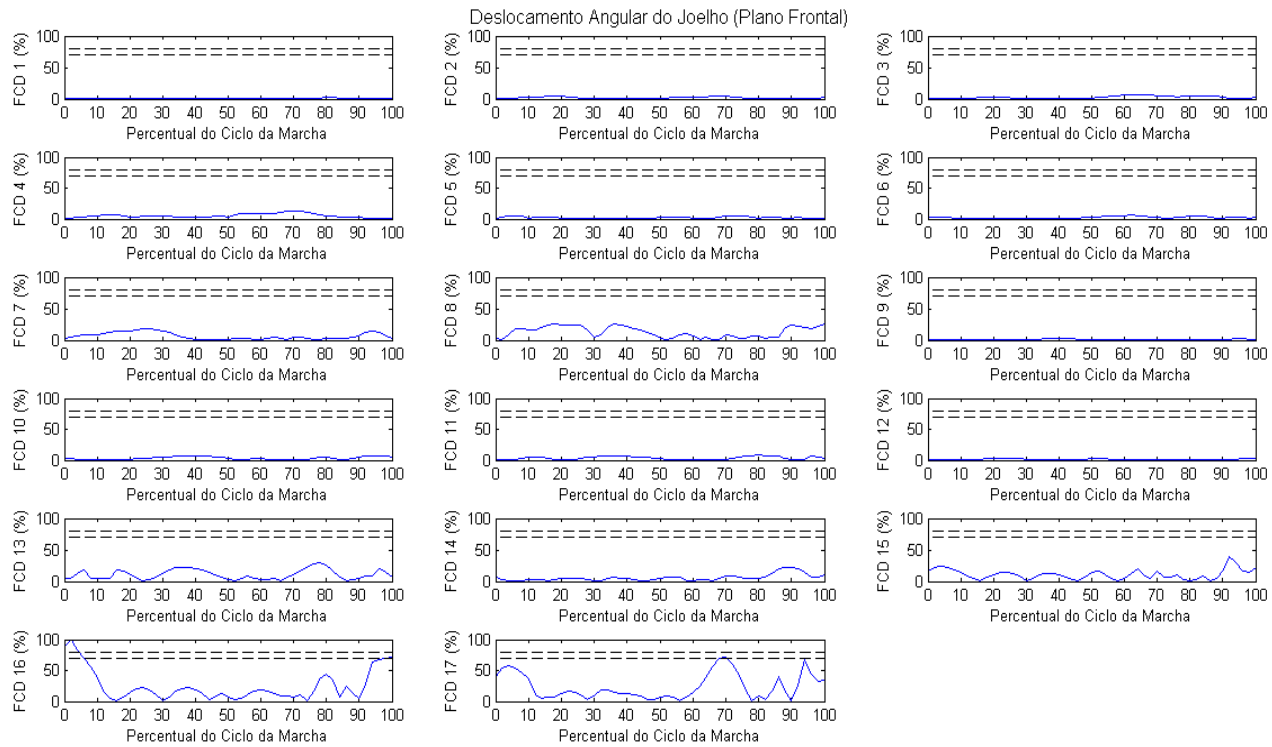 Deslocamento Angular do Joelho (Plano Frontal)
FCD 1 (%)
100
50
0
0 10 20 30 40 50 60 70 80 90 100
Percentual do Ciclo da Marcha
FCD 2 (%)
100
50
0
0 10 20 30 40 50 60 70 80 90 100
Percentual do Ciclo da Marcha
FCD 3 (%)
100
50
0
0 10 20 30 40 50 60 70 80 90 100
Percentual do Ciclo da Marcha
FCD 4 (%)
100
50
0
0 10 20 30 40 50 60 70 80 90 100
Percentual do Ciclo da Marcha
FCD 5 (%)
100
50
0
0 10 20 30 40 50 60 70 80 90 100
Percentual do Ciclo da Marcha
FCD 6 (%)
100
50
0
0 10 20 30 40 50 60 70 80 90 100
Percentual do Ciclo da Marcha
FCD 7 (%)
100
50
0
0 10 20 30 40 50 60 70 80 90 100
Percentual do Ciclo da Marcha
FCD 8 (%)
100
50
0
0 10 20 30 40 50 60 70 80 90 100
Percentual do Ciclo da Marcha
FCD 9 (%)
100
50
0
0 10 20 30 40 50 60 70 80 90 100
Percentual do Ciclo da Marcha
FCD 10 (%)
100
50
0
0 10 20 30 40 50 60 70 80 90 100
Percentual do Ciclo da Marcha
FCD 11 (%)
100
50
0
0 10 20 30 40 50 60 70 80 90 100
Percentual do Ciclo da Marcha
FCD 12 (%)
100
50
0
0 10 20 30 40 50 60 70 80 90 100
Percentual do Ciclo da Marcha
FCD 13 (%)
100
50
0
0 10 20 30 40 50 60 70 80 90 100
Percentual do Ciclo da Marcha
FCD 14 (%)
100
50
0
0 10 20 30 40 50 60 70 80 90 100
Percentual do Ciclo da Marcha
FCD 15 (%)
100
50
0
0 10 20 30 40 50 60 70 80 90 100
Percentual do Ciclo da Marcha
FCD 16 (%)
100
50
0
0 10 20 30 40 50 60 70 80 90 100
Percentual do Ciclo da Marcha
FCD 17 (%)
100
50
0
0 10 20 30 40 50 60 70 80 90 100
Percentual do Ciclo da Marcha